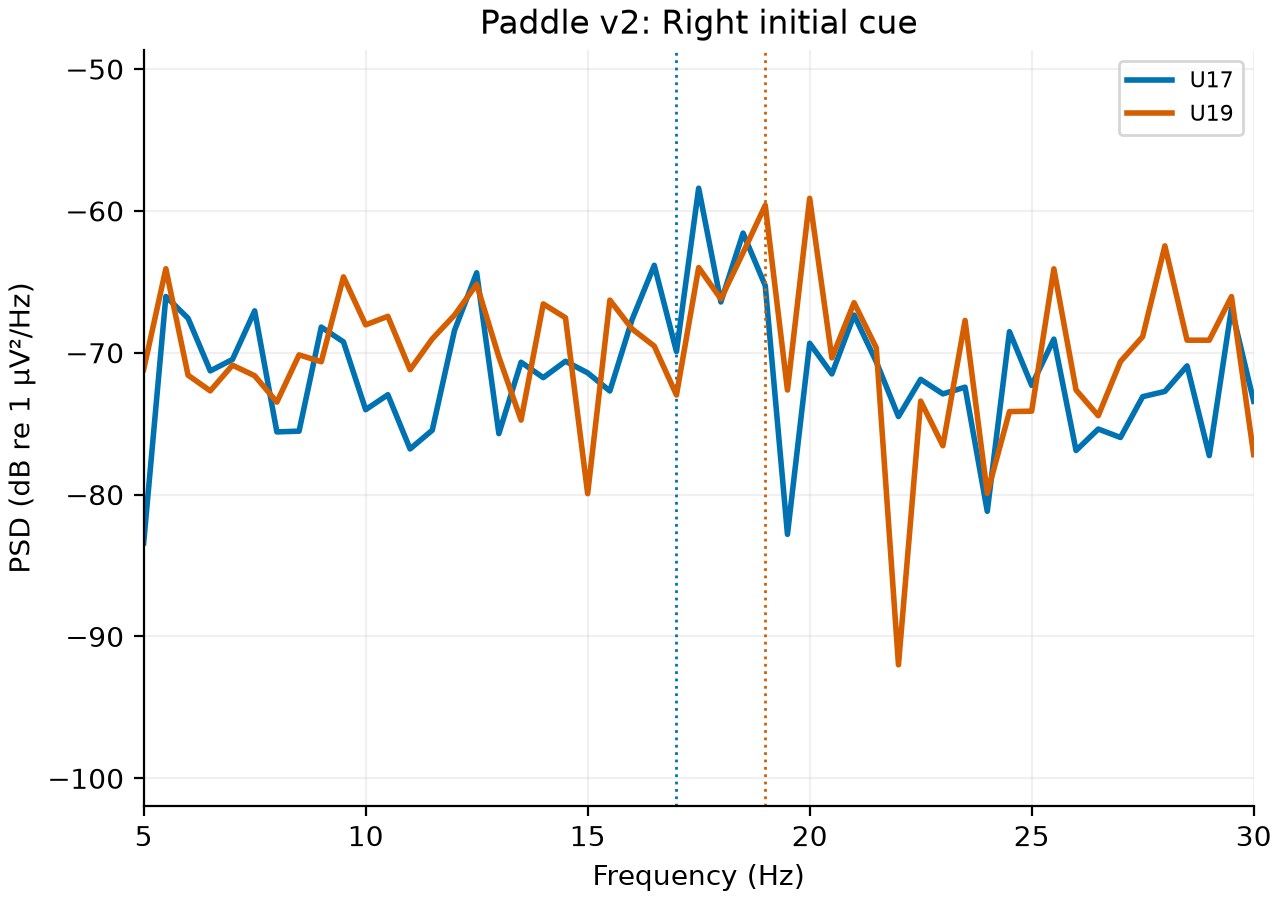 Paddle v2: Right initial cue
U17
U19
PSD (dB re 1 µV²/Hz)
−50
−60
−70
−80
−90
−100
5
10
15
20
25
30
Frequency (Hz)